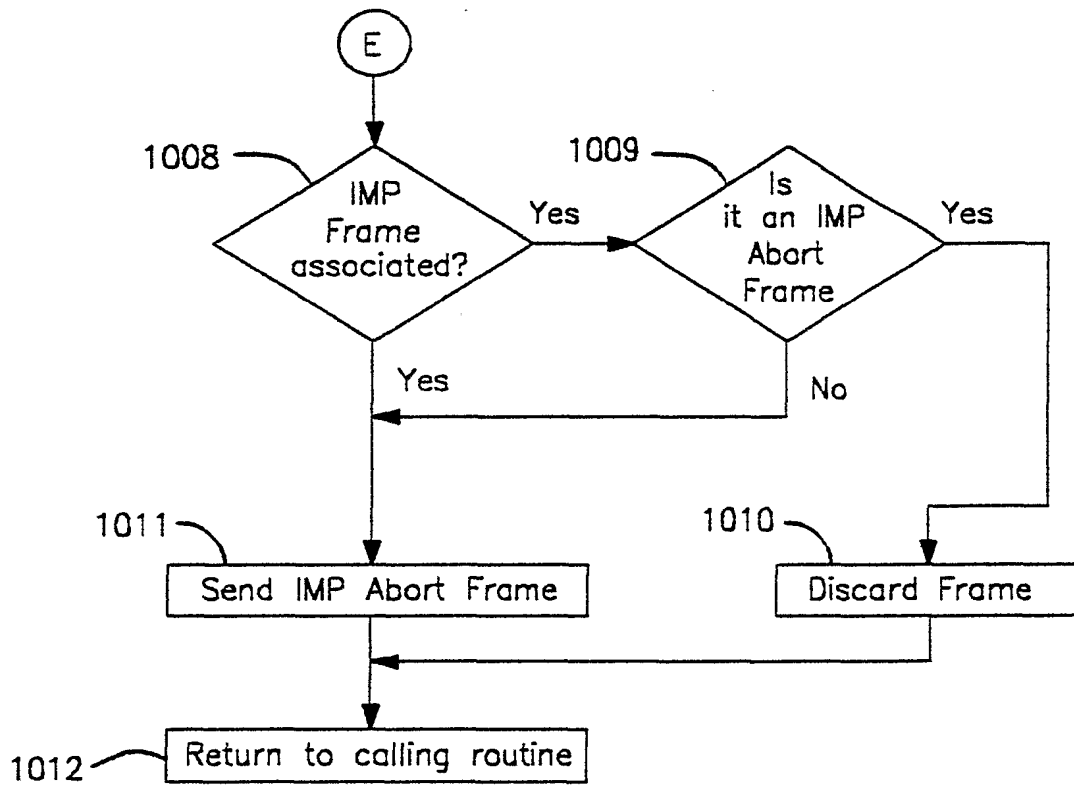 E
1008
IMP
Frame
associated?
Yes
1009
Is
it an IMP
Abort
Frame
Yes
Yes
No
1011
Send IMP Abort Frame
1010
Discard Frame
1012
Return to calling routine